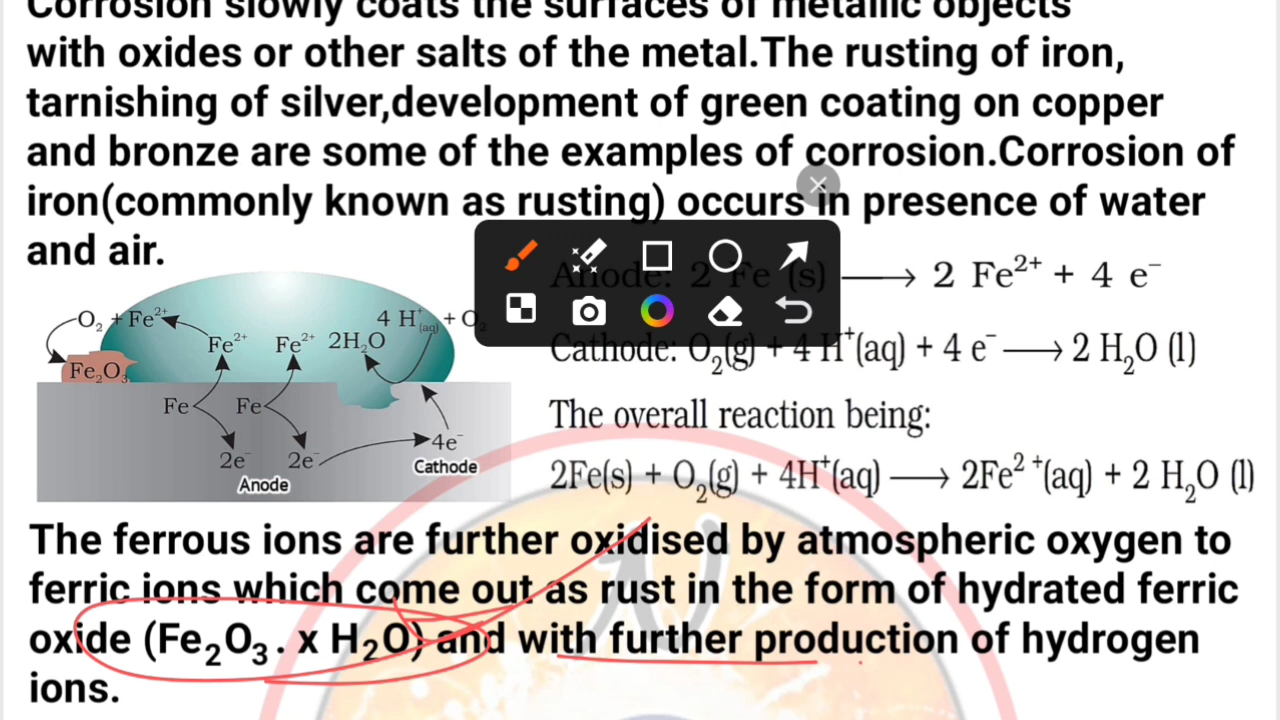 Corrosion slowly coats the surfaces of metallic objects
with oxides or other salts of the metal.The rusting of iron,
tarnishing of silver,development of green coating on copper
and bronze are some of the examples of corrosion.Corrosion of
iron(commonly known as rusting) occurs in presence of water
and air.
Anode: 2 Fe (s) ⟶ 2 Fe²⁺ + 4 e⁻
Cathode: O₂(g) + 4 H⁺(aq) + 4 e⁻ ⟶ 2 H₂O (l)
The overall reaction being:
2Fe(s) + O₂(g) + 4H⁺(aq) ⟶ 2Fe²⁺(aq) + 2 H₂O (l)
O₂ + Fe²⁺
4 H⁺(aq) + O₂
Fe²⁺ Fe²⁺ 2H₂O
Fe₂O₃
Fe Fe
2e⁻ 2e⁻ 4e⁻
Anode
Cathode
The ferrous ions are further oxidised by atmospheric oxygen to
ferric ions which come out as rust in the form of hydrated ferric
oxide (Fe₂O₃. x H₂O) and with further production of hydrogen
ions.